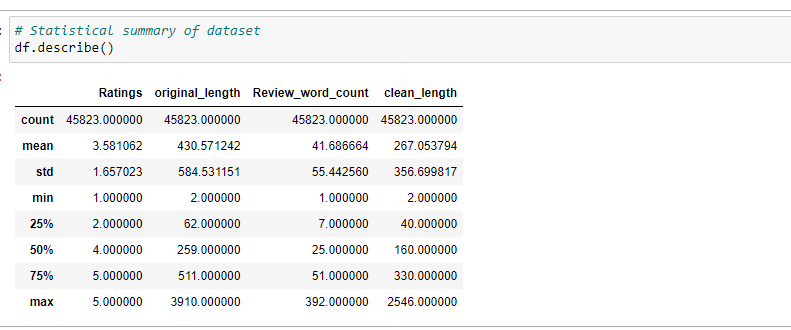 # Statistical summary of dataset
df.describe()
Ratings original_length Review_word_count clean_length
count 45823.000000 45823.000000 45823.000000 45823.000000
mean 3.581062 430.571242 41.686664 267.053794
std 1.657023 584.531151 55.442560 356.699817
min 1.000000 2.000000 1.000000 2.000000
25% 2.000000 62.000000 7.000000 40.000000
50% 4.000000 259.000000 25.000000 160.000000
75% 5.000000 511.000000 51.000000 330.000000
max 5.000000 3910.000000 392.000000 2546.000000